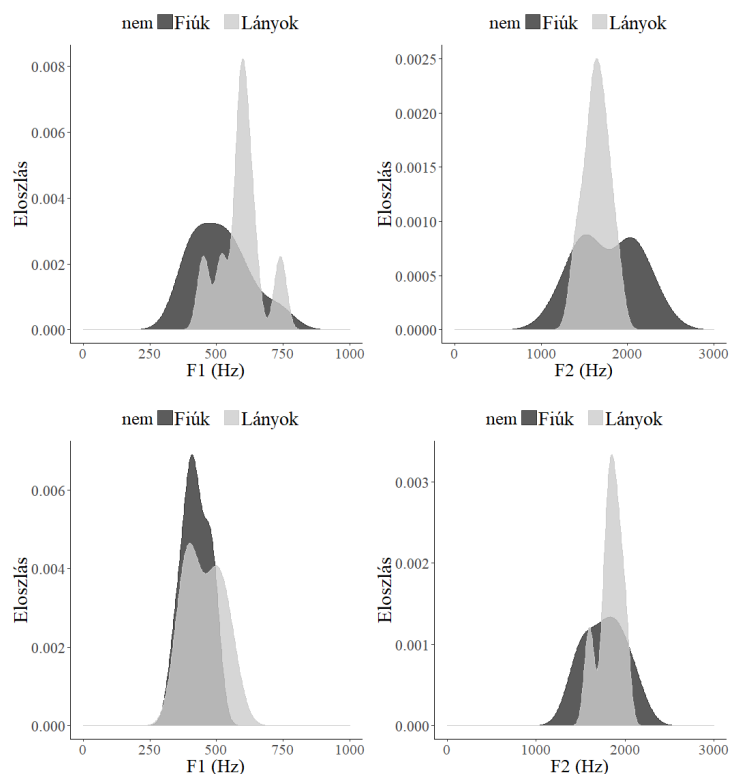 nem Fiúk Lányok
Eloszlás
0.008
0.006
0.004
0.002
0.000
0 250 500 750 1000
F1 (Hz)
nem Fiúk Lányok
Eloszlás
0.0025
0.0020
0.0015
0.0010
0.0005
0.0000
0 1000 2000 3000
F2 (Hz)
nem Fiúk Lányok
Eloszlás
0.006
0.004
0.002
0.000
0 250 500 750 1000
F1 (Hz)
nem Fiúk Lányok
Eloszlás
0.003
0.002
0.001
0.000
0 1000 2000 3000
F2 (Hz)